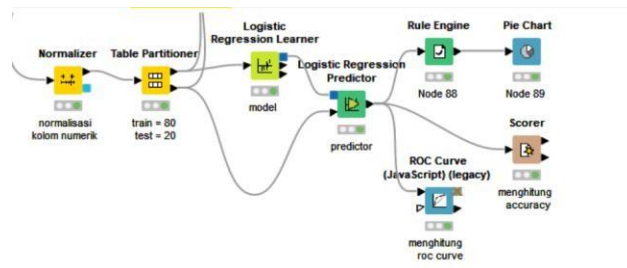 Normalizer
normalisasi
kolom numerik
Table Partitioner
train = 80
test = 20
Logistic
Regression Learner
model
Logistic Regression
Predictor
predictor
Rule Engine
Node 88
Pie Chart
Node 89
Scorer
menghitung
accuracy
ROC Curve
(JavaScript) (legacy)
menghitung
roc curve